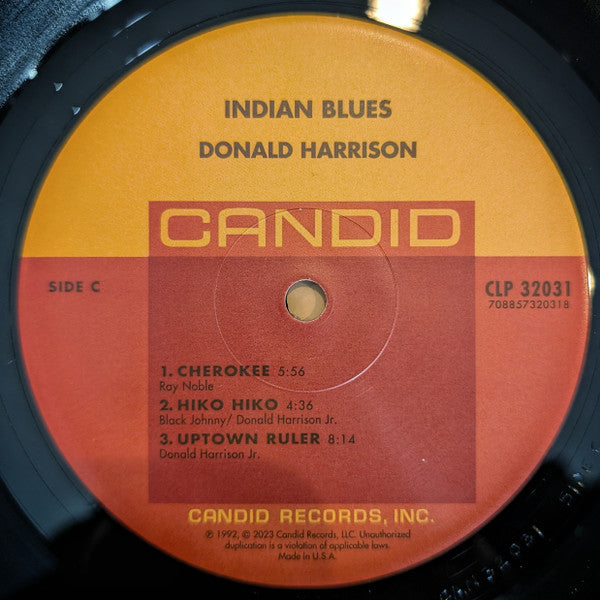 INDIAN BLUES
DONALD HARRISON
CANDID
SIDE C
CLP 32031
708857320318
1. CHEROKEE 5:56
Ray Noble
2. HIKO HIKO 4:36
Black Johnny/ Donald Harrison Jr.
3. UPTOWN RULER 8:14
Donald Harrison Jr.
CANDID RECORDS, INC.
℗ 1992, © 2023 Candid Records, LLC. Unauthorized
duplication is a violation of applicable laws.
Made in U.S.A.